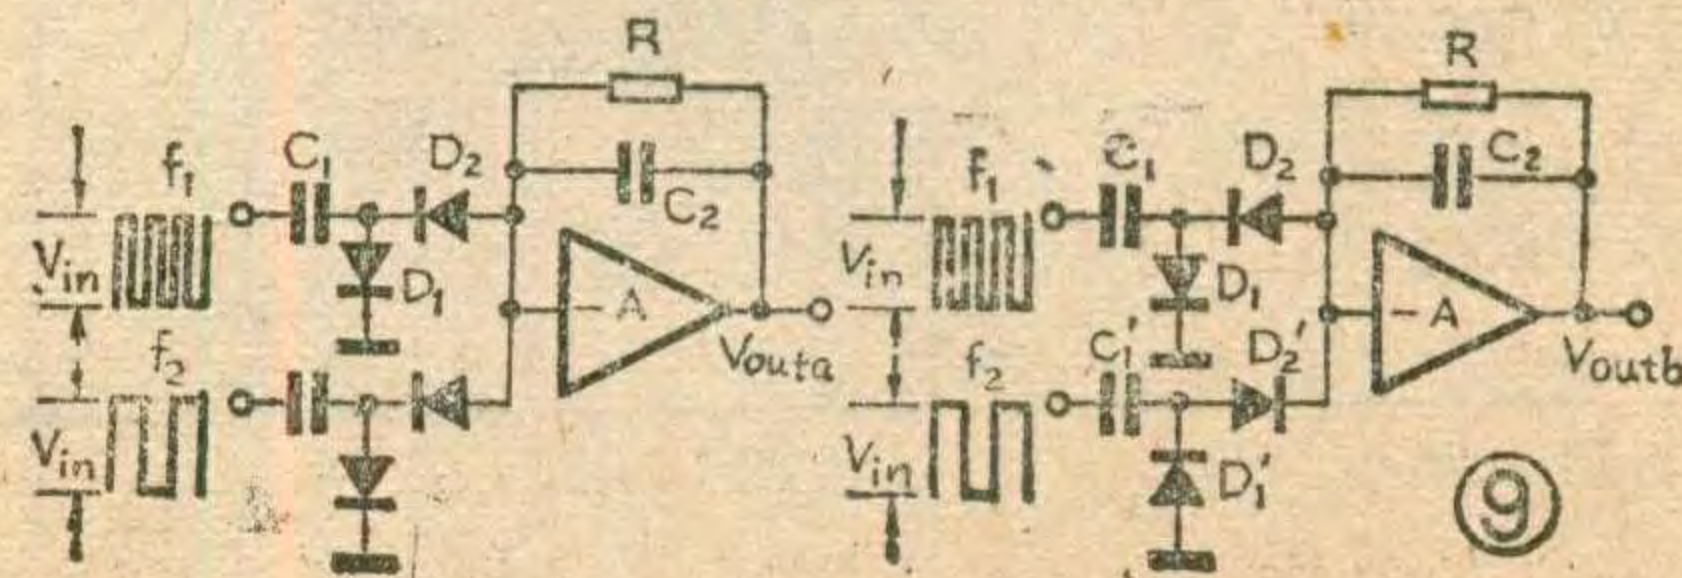 R
R
f₁
C₁
D₂
C₂
Vin
D₁
-A
Vouta
f₂
Vin
f₁
C₁
D₂
C₂
Vin
D₁
-A
Voutb
f₂
C₁'
D₂'
Vin
D₁'
9